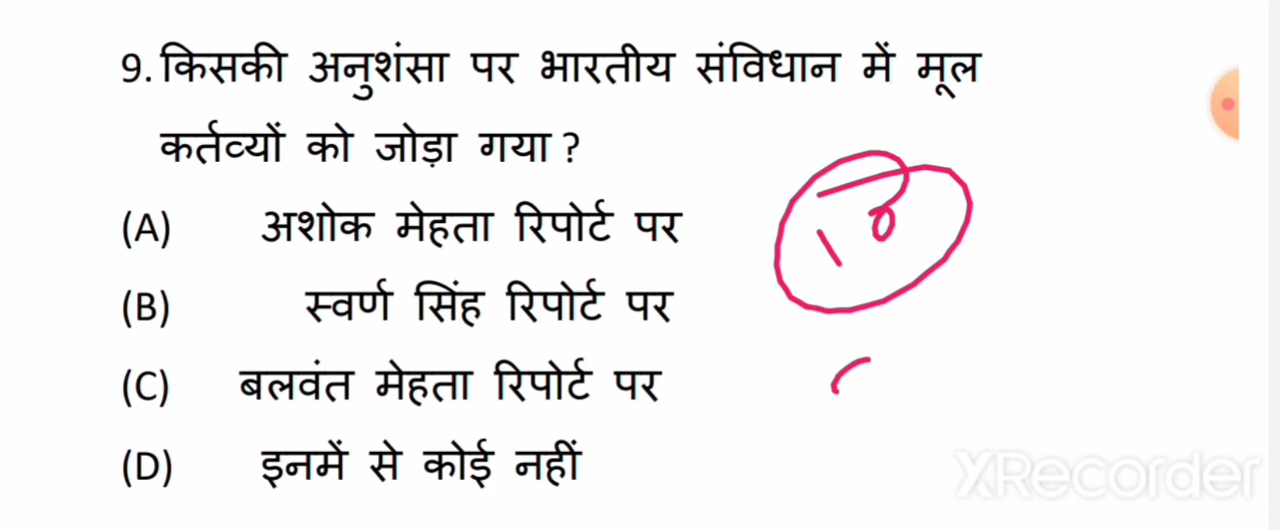 9. किसकी अनुशंसा पर भारतीय संविधान में मूल
कर्तव्यों को जोड़ा गया ?
(A) अशोक मेहता रिपोर्ट पर
(B) स्वर्ण सिंह रिपोर्ट पर
(C) बलवंत मेहता रिपोर्ट पर
(D) इनमें से कोई नहीं
XRecorder